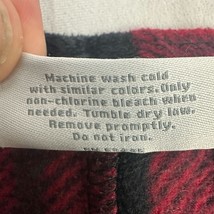 Machine wash cold
with similar colors. Only
non-chlorine bleach when
needed. Tumble dry low.
Remove promptly.
Do not iron.